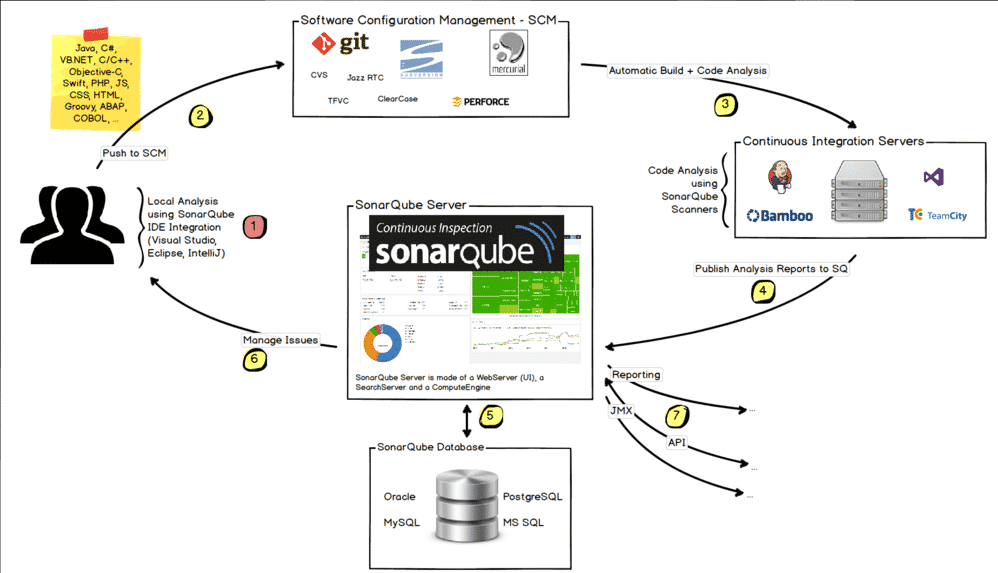 Java, C#,
VB.NET, C/C++,
Objective-C,
Swift, PHP, JS,
CSS, HTML,
Groovy, ABAP,
COBOL, ...
2
Push to SCM
Software Configuration Management - SCM
git
SUBVERSION
mercurial
CVS
Jazz RTC
TFVC
ClearCase
PERFORCE
Automatic Build + Code Analysis
3
Continuous Integration Servers
Code Analysis
using
SonarQube
Scanners
Bamboo
TC TeamCity
Local Analysis
using SonarQube
IDE Integration
(Visual Studio,
Eclipse, IntelliJ)
1
SonarQube Server
Continuous Inspection
sonarqube
SonarQube Server is made of a WebServer (UI), a
SearchServer and a ComputeEngine
Publish Analysis Reports to SQ
4
Manage Issues
6
Reporting
...
JMX
7
API
...
...
5
SonarQube Database
Oracle
PostgreSQL
MySQL
MS SQL